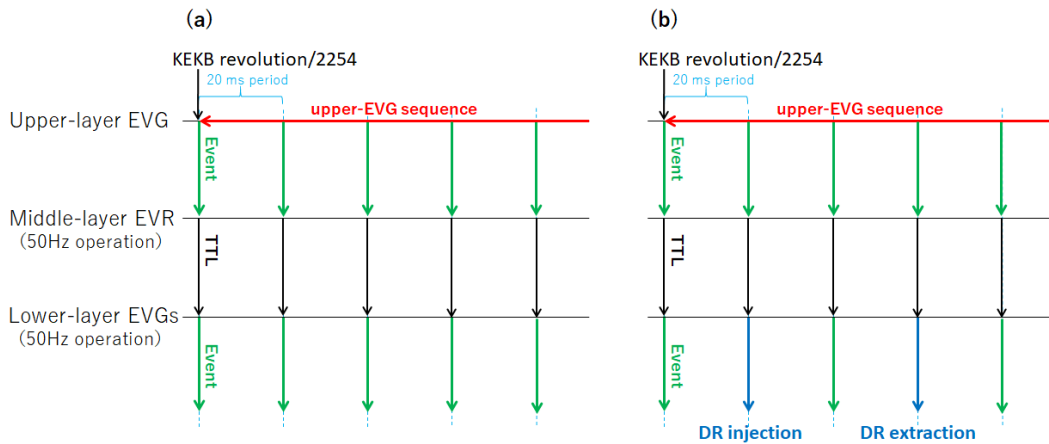 (a)
(b)
KEKB revolution/2254
KEKB revolution/2254
20 ms period
20 ms period
upper-EVG sequence
upper-EVG sequence
Upper-layer EVG
Event
Event
Middle-layer EVR
(50Hz operation)
TTL
TTL
Lower-layer EVGs
(50Hz operation)
Event
Event
DR injection
DR extraction